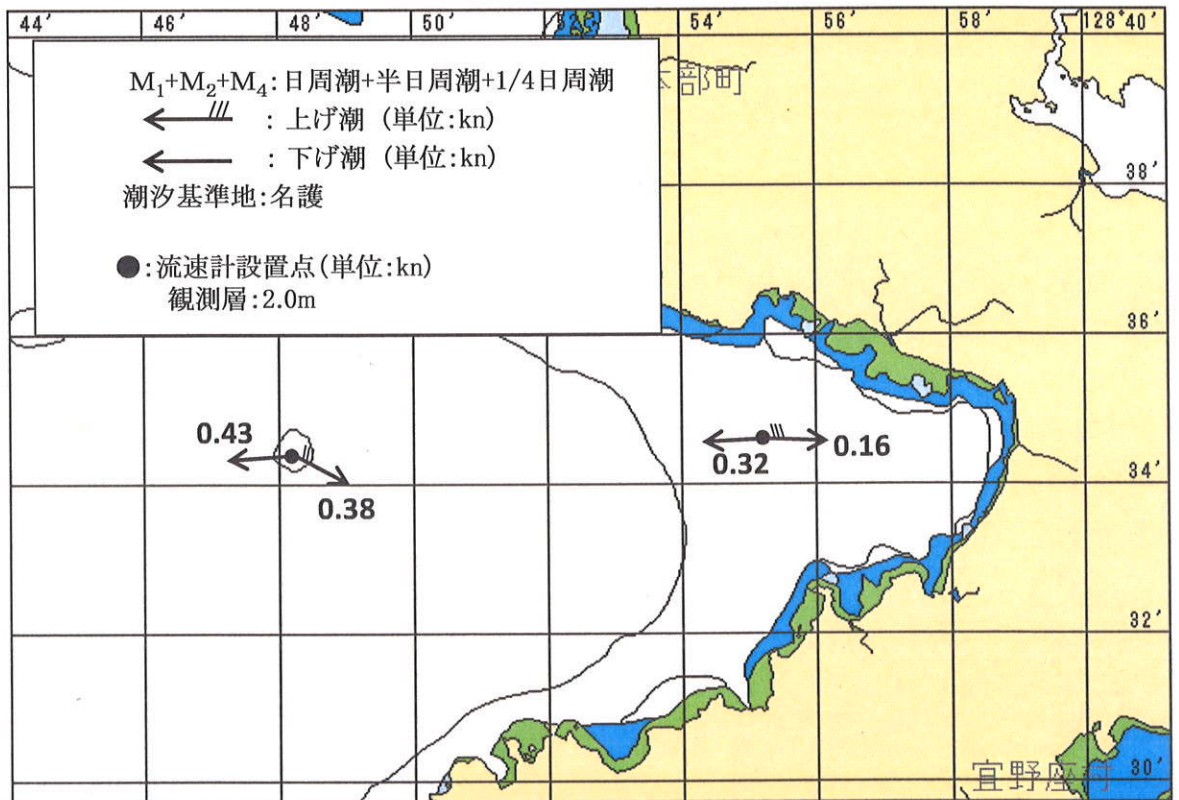 44' 46' 48' 50' 54' 56' 58' 128°40'
M₁+M₂+M₄:日周潮+半日周潮+1/4日周潮
:上げ潮 (単位:kn)
:下げ潮 (単位:kn)
潮汐基準地:名護
●:流速計設置点(単位:kn)
観測層:2.0m
部町
38'
36'
0.43
0.38
0.32
0.16
34'
32'
宜野座村
30'